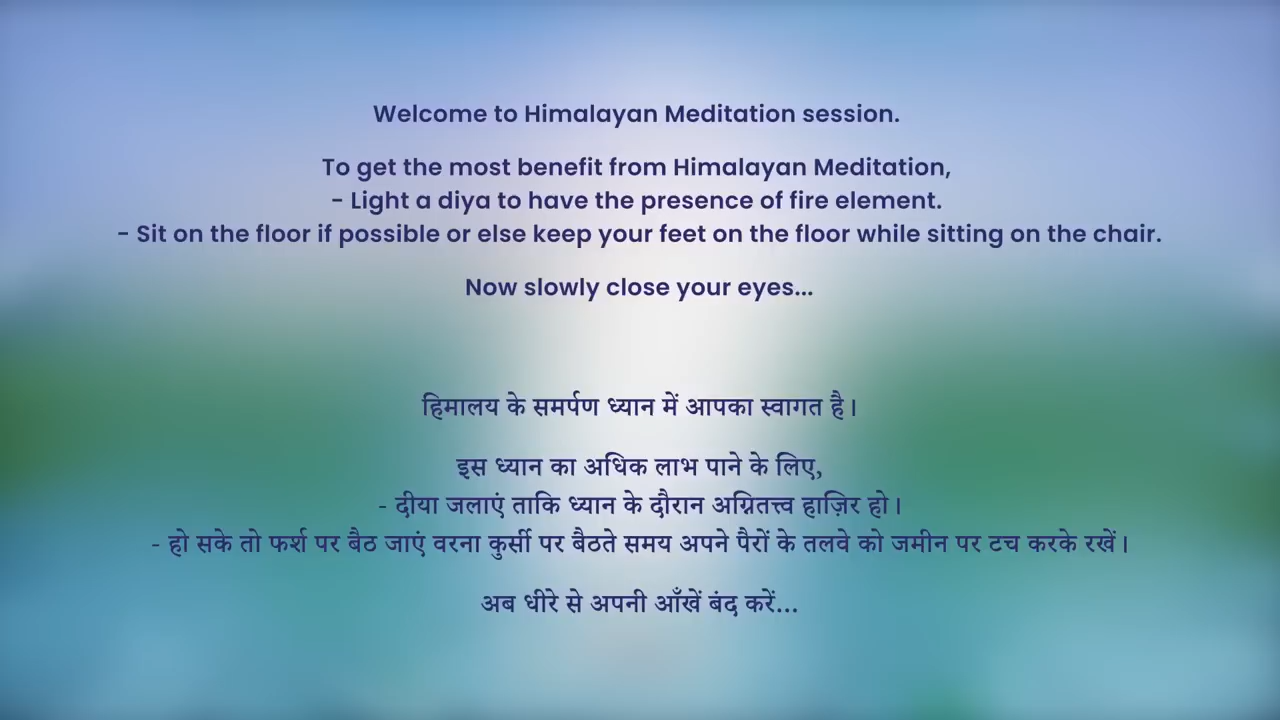 Welcome to Himalayan Meditation session.
To get the most benefit from Himalayan Meditation,
- Light a diya to have the presence of fire element.
- Sit on the floor if possible or else keep your feet on the floor while sitting on the chair.
Now slowly close your eyes...
हिमालय के समर्पण ध्यान में आपका स्वागत है।
इस ध्यान का अधिक लाभ पाने के लिए,
- दीया जलाएं ताकि ध्यान के दौरान अग्नितत्त्व हाज़िर हो।
- हो सके तो फर्श पर बैठ जाएं वरना कुर्सी पर बैठते समय अपने पैरों के तलवे को जमीन पर टच करके रखें।
अब धीरे से अपनी आँखें बंद करें...